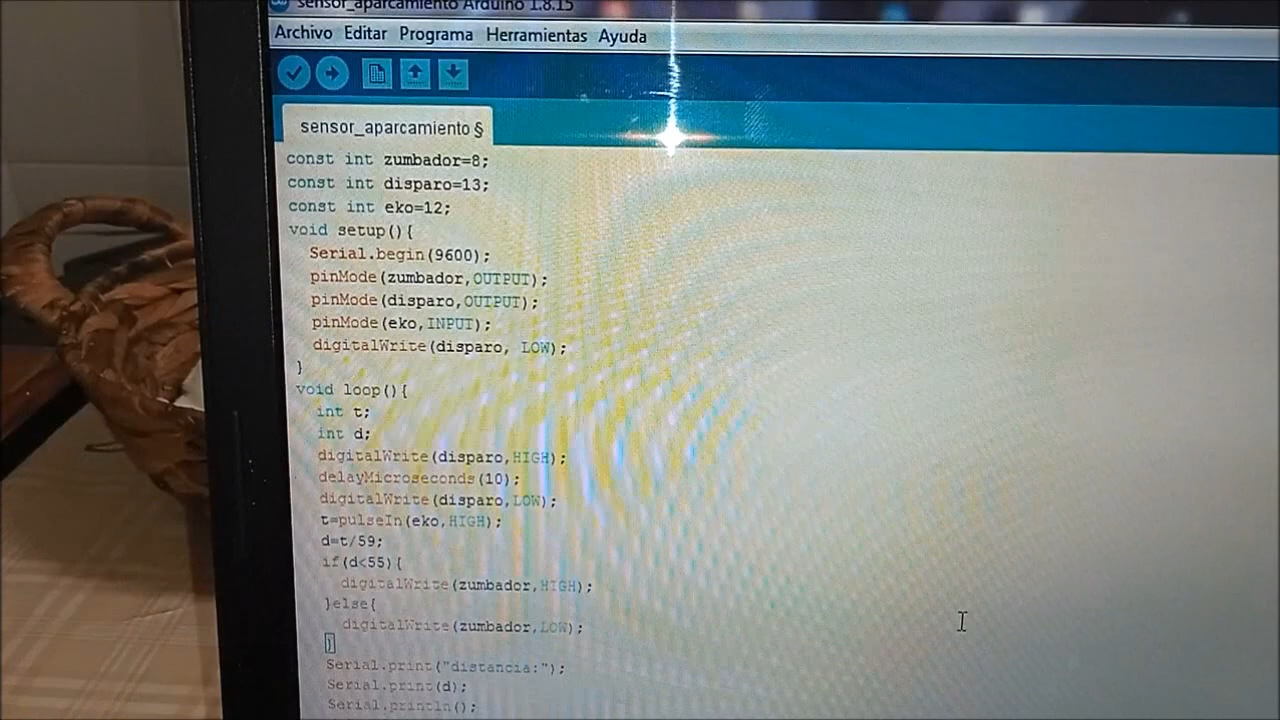 sensor_aparcamiento Arduino 1.8.15
Archivo Editar Programa Herramientas Ayuda
sensor_aparcamiento §
const int zumbador=8;
const int disparo=13;
const int eko=12;
void setup(){
Serial.begin(9600);
pinMode(zumbador,OUTPUT);
pinMode(disparo,OUTPUT);
pinMode(eko,INPUT);
digitalWrite(disparo, LOW);
}
void loop(){
int t;
int d;
digitalWrite(disparo,HIGH);
delayMicroseconds(10);
digitalWrite(disparo,LOW);
t=pulseIn(eko,HIGH);
d=t/59;
if(d<55){
digitalWrite(zumbador,HIGH);
}else{
digitalWrite(zumbador,LOW);
}
Serial.print("distancia:");
Serial.print(d);
Serial.println();